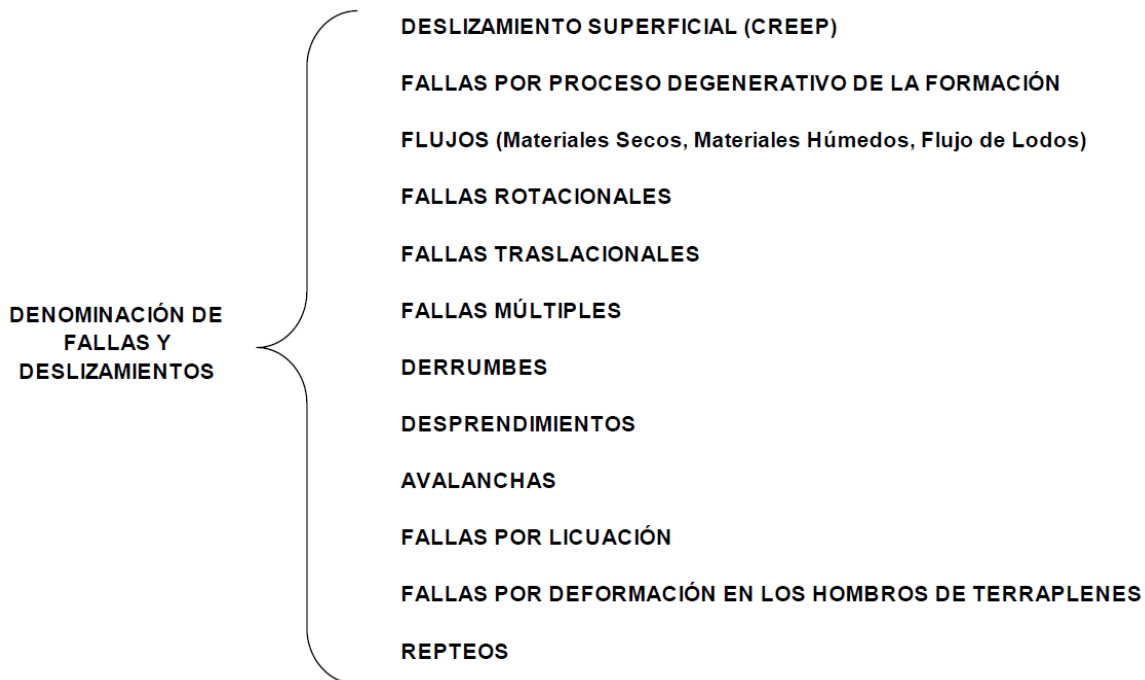 DENOMINACIÓN DE
FALLAS Y
DESLIZAMIENTOS
DESLIZAMIENTO SUPERFICIAL (CREEP)
FALLAS POR PROCESO DEGENERATIVO DE LA FORMACIÓN
FLUJOS (Materiales Secos, Materiales Húmedos, Flujo de Lodos)
FALLAS ROTACIONALES
FALLAS TRASLACIONALES
FALLAS MÚLTIPLES
DERRUMBES
DESPRENDIMIENTOS
AVALANCHAS
FALLAS POR LICUACIÓN
FALLAS POR DEFORMACIÓN EN LOS HOMBROS DE TERRAPLENES
REPTEOS